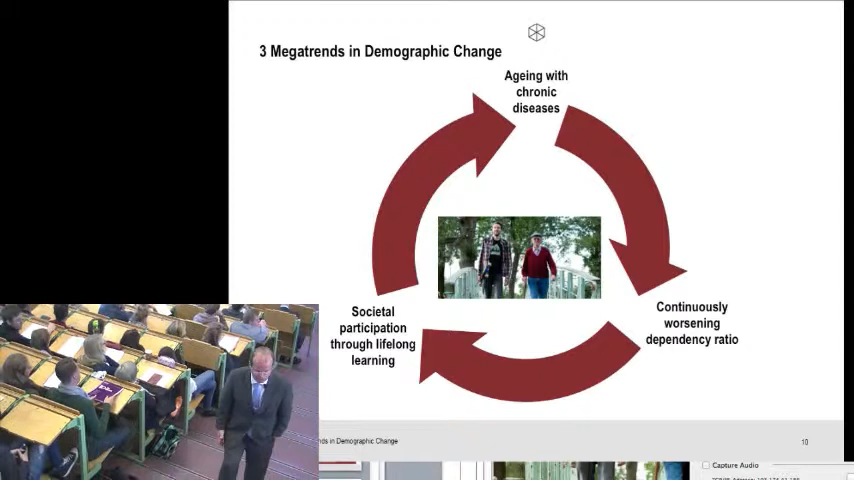 3 Megatrends in Demographic Change
Ageing with
chronic
diseases
Continuously
worsening
dependency ratio
Societal
participation
through lifelong
learning
ds in Demographic Change
10
Capture Audio